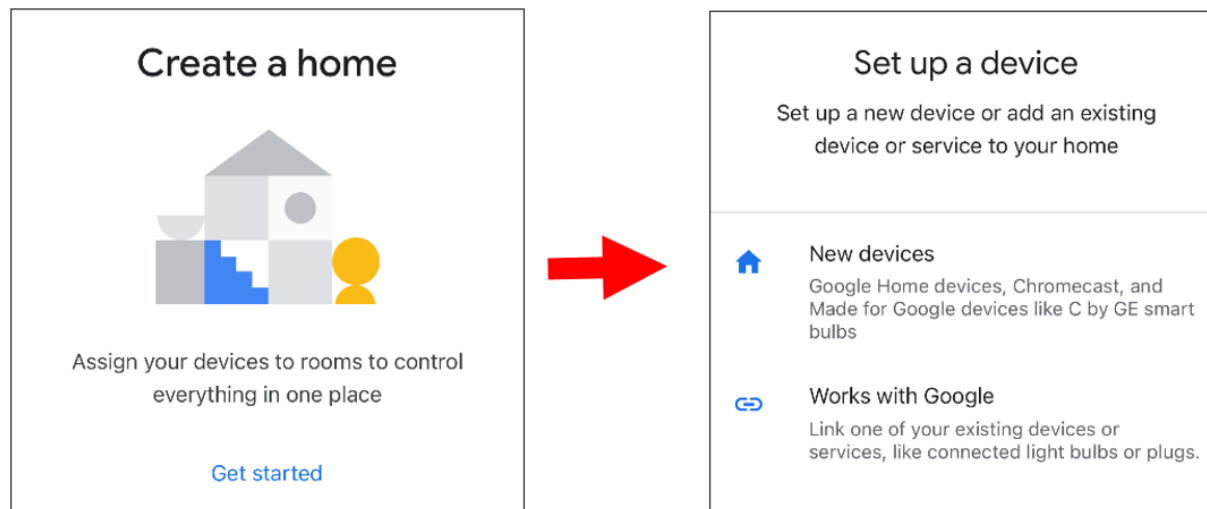 Create a home
Assign your devices to rooms to control
everything in one place
Get started
Set up a device
Set up a new device or add an existing
device or service to your home
New devices
Google Home devices, Chromecast, and
Made for Google devices like C by GE smart
bulbs
Works with Google
Link one of your existing devices or
services, like connected light bulbs or plugs.